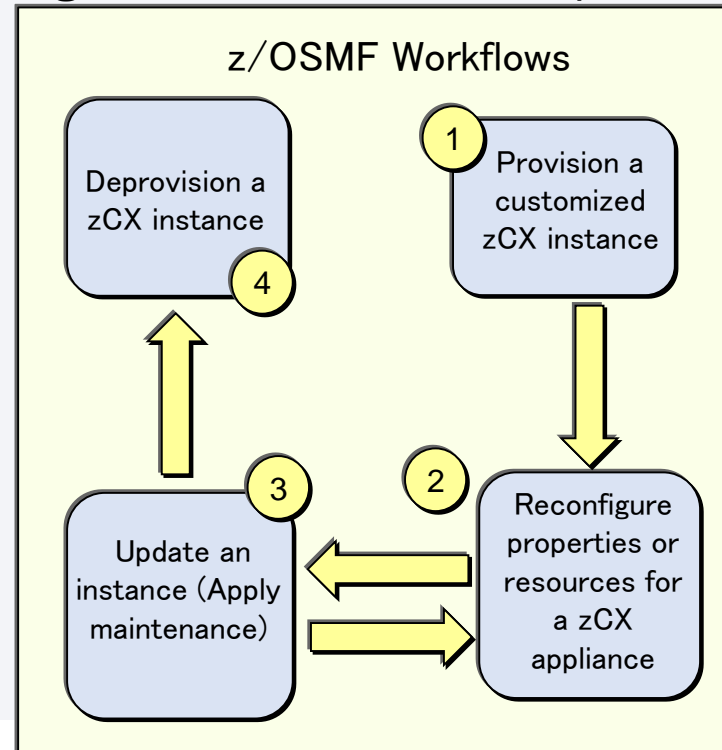 z/OSMF Workflows
1
Provision a
customized
zCX instance
2
Reconfigure
properties or
resources for
a zCX
appliance
3
Update an
instance (Apply
maintenance)
4
Deprovision a
zCX instance